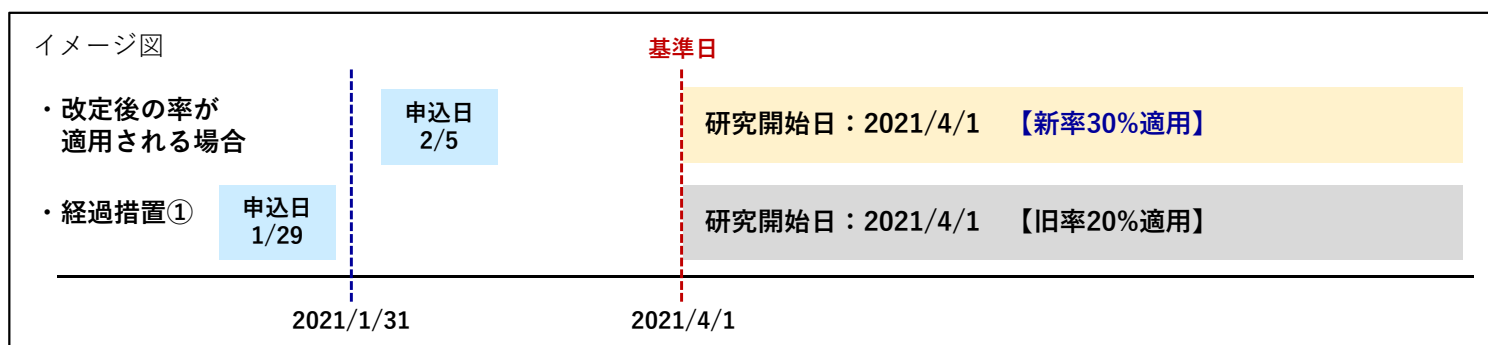 イメージ図
基準日
・改定後の率が
適用される場合
申込日
2/5
研究開始日：2021/4/1 【新率30%適用】
・経過措置①
申込日
1/29
研究開始日：2021/4/1 【旧率20%適用】
2021/1/31
2021/4/1